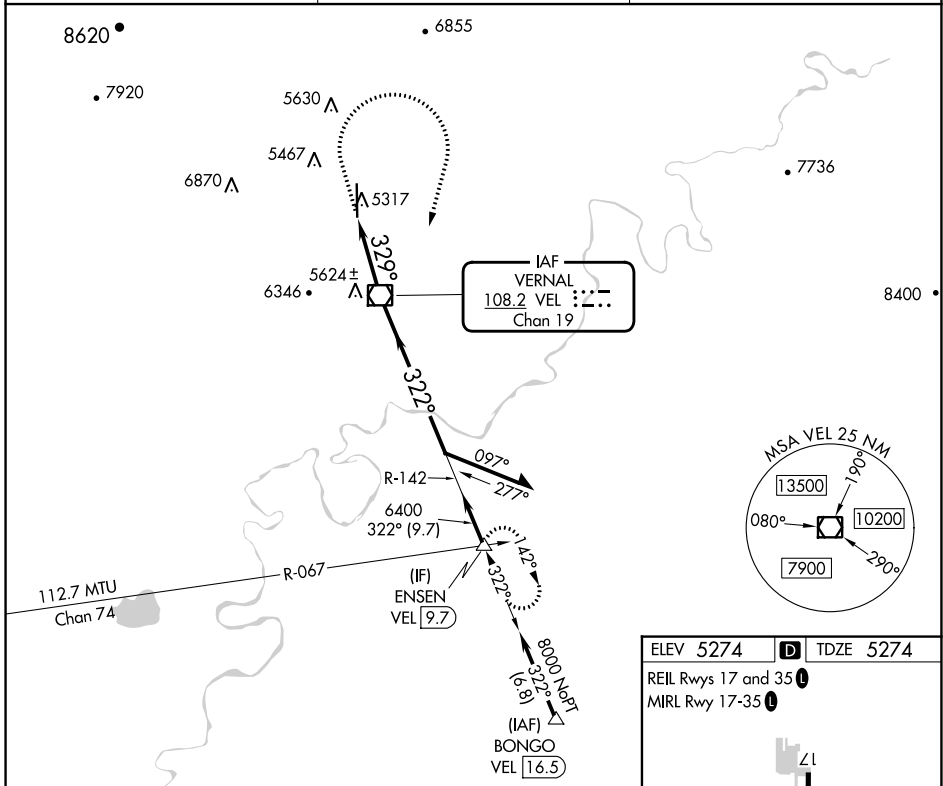 8620
6855
7920
5630
5467
6870
5317
7736
329°
5624±
6346
IAF
VERNAL
108.2 VEL
Chan 19
8400
322°
097°
277°
R-142
6400
322° (9.7)
142°
322°
R-067
112.7 MTU
Chan 74
(IF)
ENSEN
VEL 9.7
8000 NoPT
322°
(6.8)
(IAF)
BONGO
VEL 16.5
MSA VEL 25 NM
190°
13500
080°
10200
7900
290°
ELEV 5274 D TDZE 5274
REIL Rwys 17 and 35 L
MIRL Rwy 17-35 L
17